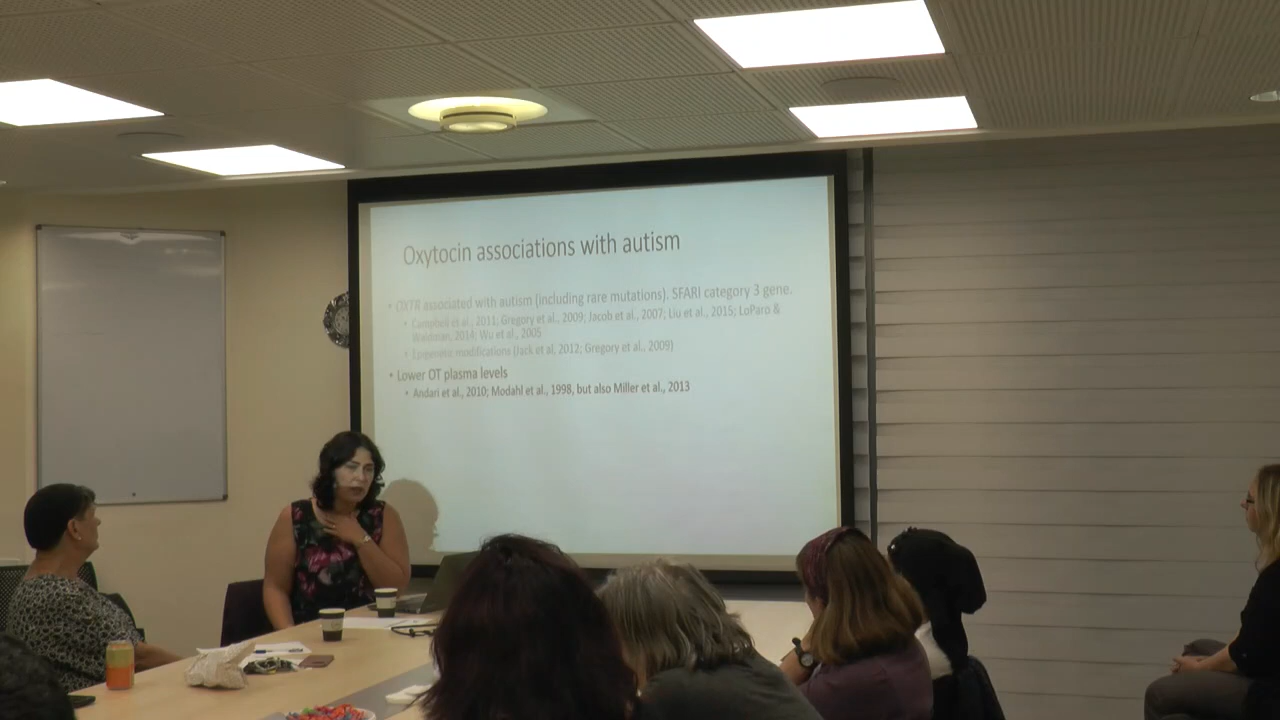 Oxytocin associations with autism
• OXTR associated with autism (including rare mutations). SFARI category 3 gene.
• Campbell et al., 2011; Gregory et al., 2009; Jacob et al., 2007; Liu et al., 2015; LoParo &
Waldman, 2014; Wu et al., 2005
• Epigenetic modifications (Jack et al. 2012; Gregory et al., 2009)
• Lower OT plasma levels
• Andari et al., 2010; Modahl et al., 1998, but also Miller et al., 2013